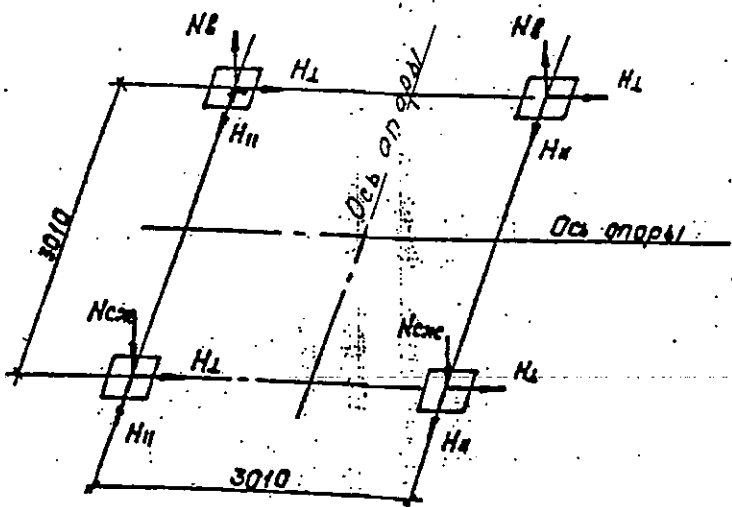 Nв
Nв
H⊥
H⊥
HII
HII
Ось опоры
3010
Ось опоры
Nсж
Nсж
H⊥
H⊥
HII
HII
3010